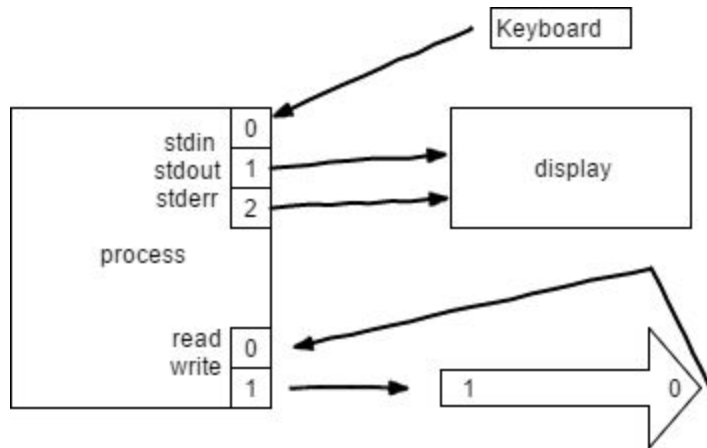 Keyboard
stdin 0
stdout 1
stderr 2
display
process
read 0
write 1
1 0